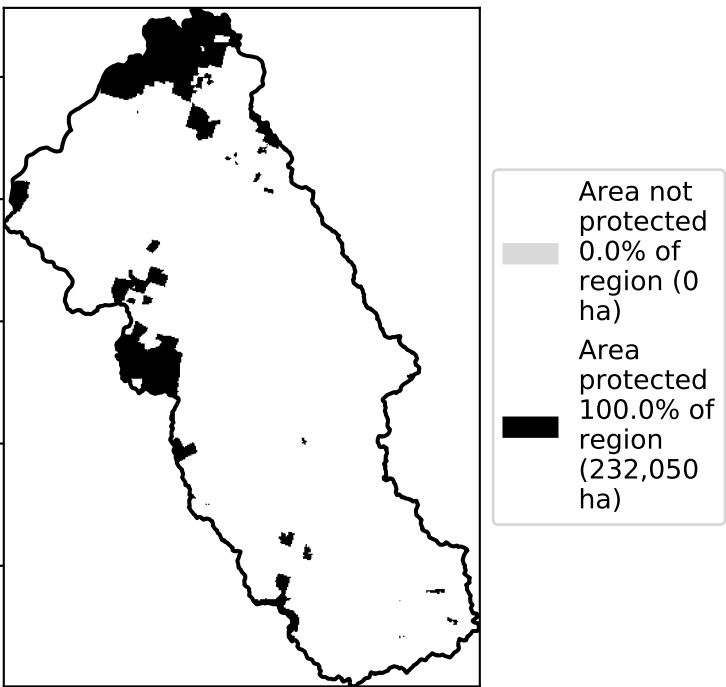 Area not
protected
0.0% of
region (0
ha)
Area
protected
100.0% of
region
(232,050
ha)